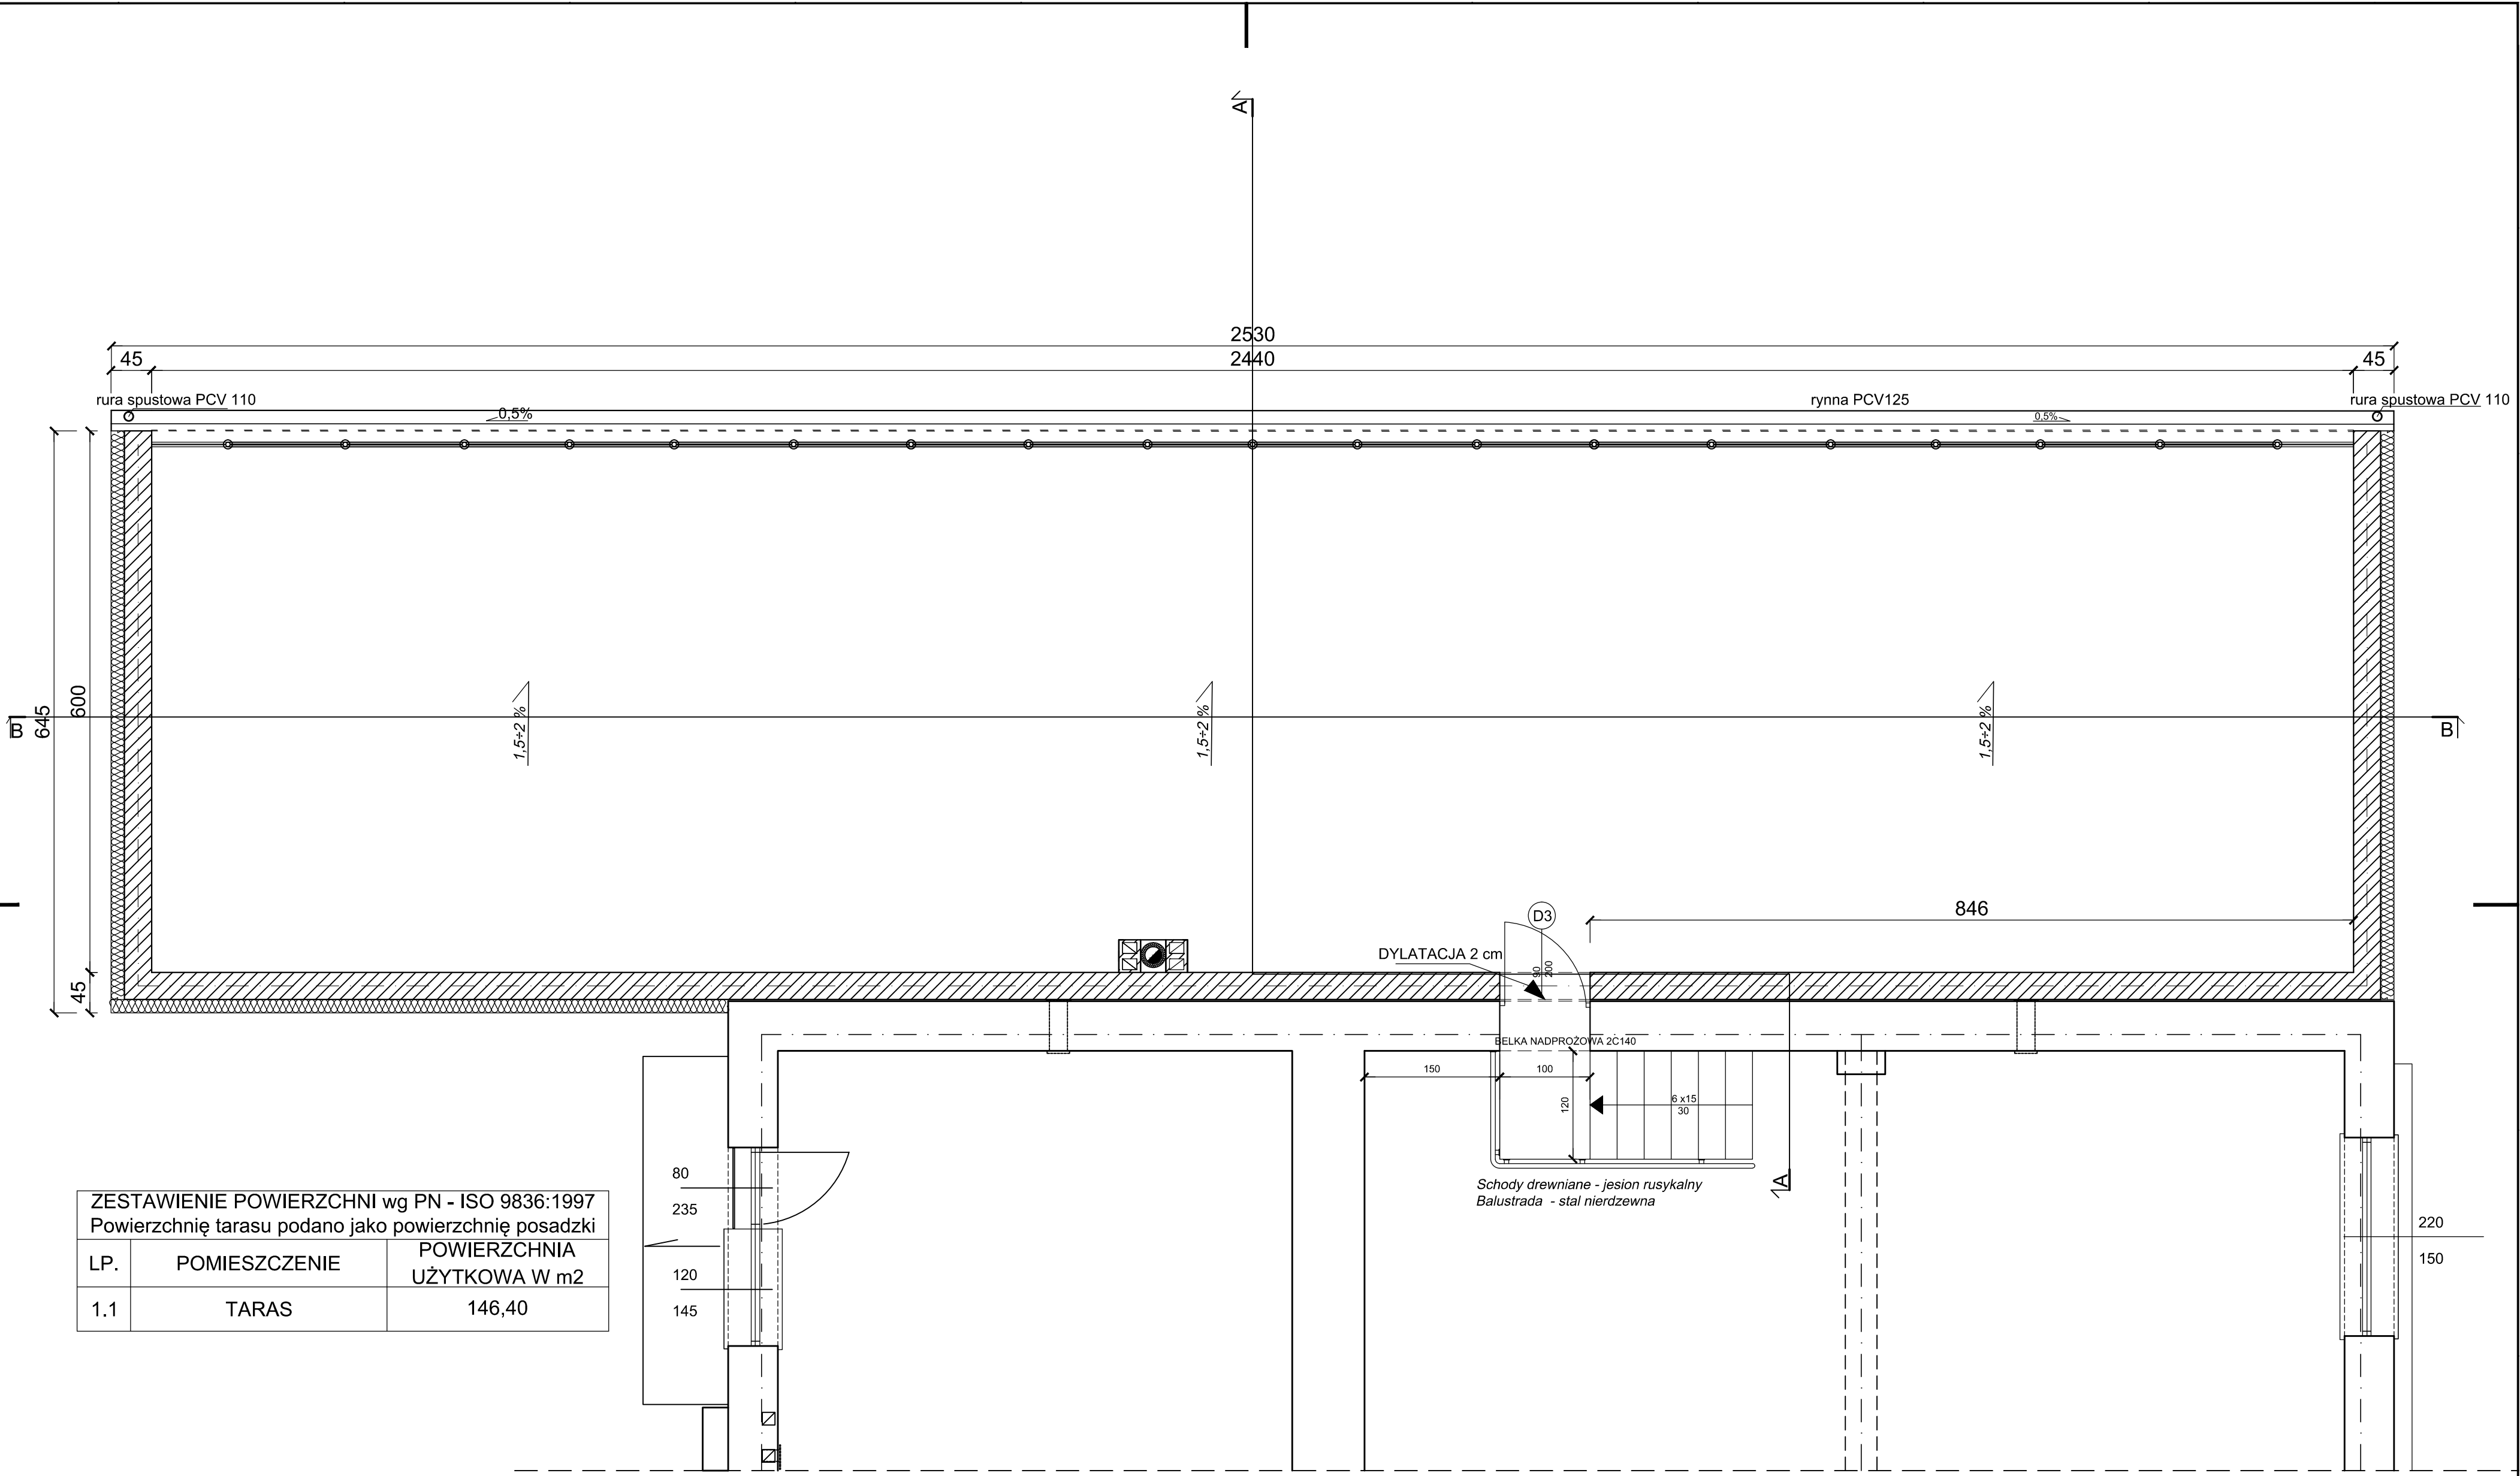 A
2530
45
2440
45
rura spustowa PCV 110
0,5%
rynna PCV125
0,5%
rura spustowa PCV 110
645
600
45
1,5÷2 %
1,5÷2 %
1,5÷2 %
B
B
846
D3
DYLATACJA 2 cm
90
200
BELKA NADPROŻOWA 2C140
150
100
120
6 x15
30
A
Schody drewniane - jesion rusykalny
Balustrada - stal nierdzewna
80
235
120
145
220
150
ZESTAWIENIE POWIERZCHNI wg PN - ISO 9836:1997
Powierzchnię tarasu podano jako powierzchnię posadzki
LP.
POMIESZCZENIE
POWIERZCHNIA
UŻYTKOWA W m2
1.1
TARAS
146,40